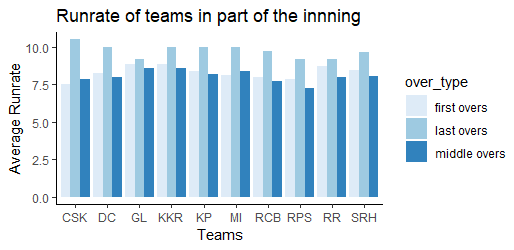 Runrate of teams in part of the innning
Average Runrate
10.0
7.5
5.0
2.5
0.0
CSK DC GL KKR KP MI RCB RPS RR SRH
Teams
over_type
first overs
last overs
middle overs